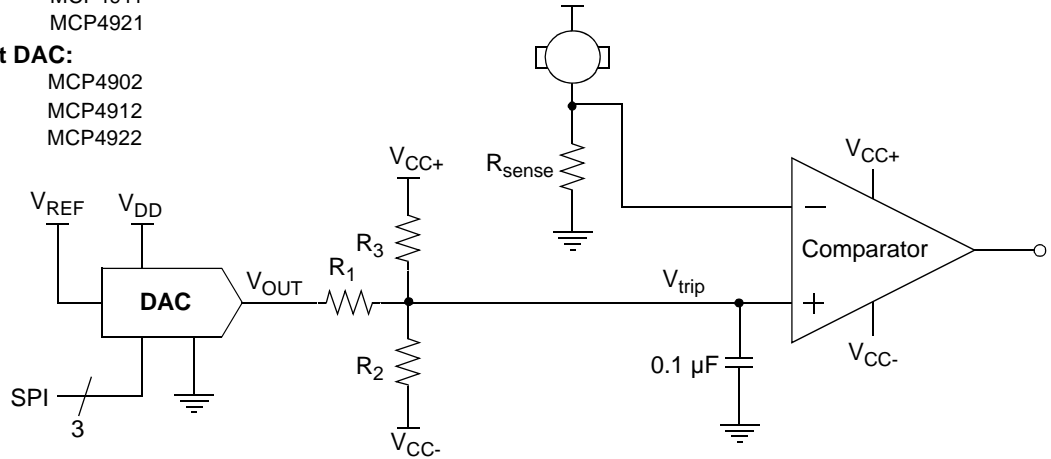 MCP4921
t DAC:
MCP4902
MCP4912
MCP4922
VCC+
Rsense
VCC+
VREF
VDD
R3
Comparator
VOUT
R1
Vtrip
DAC
R2
0.1 µF
VCC-
SPI
3
VCC-